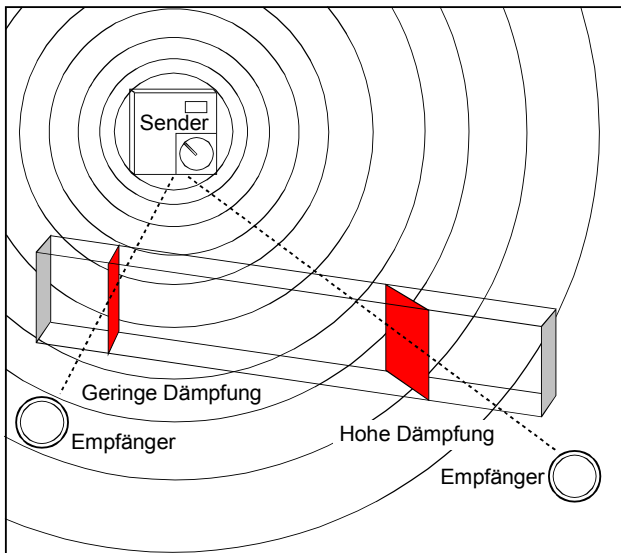 Sender
Geringe Dämpfung
Empfänger
Hohe Dämpfung
Empfänger